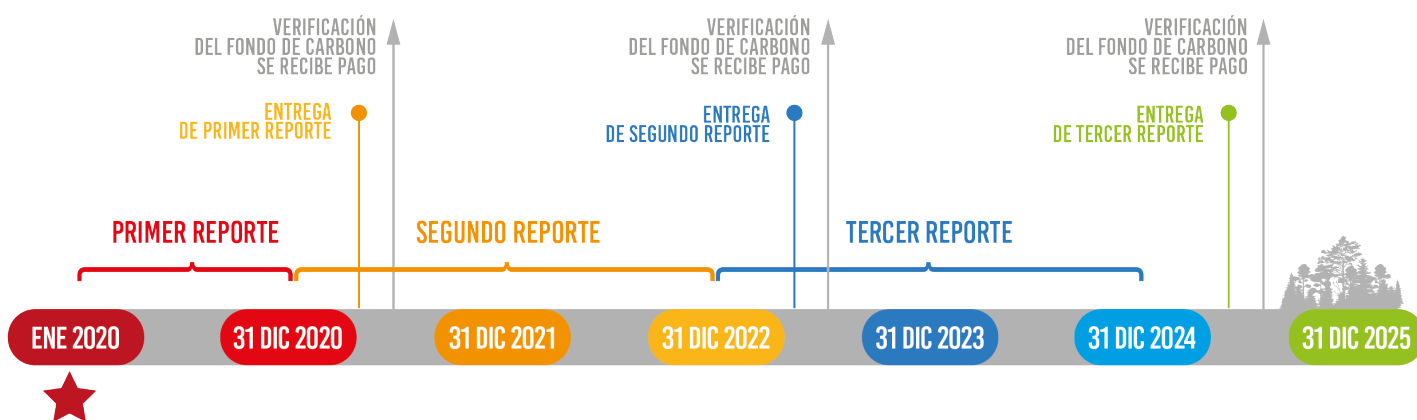 VERIFICACIÓN
DEL FONDO DE CARBONO
SE RECIBE PAGO
VERIFICACIÓN
DEL FONDO DE CARBONO
SE RECIBE PAGO
VERIFICACIÓN
DEL FONDO DE CARBONO
SE RECIBE PAGO
ENTREGA
DE PRIMER REPORTE
ENTREGA
DE SEGUNDO REPORTE
ENTREGA
DE TERCER REPORTE
PRIMER REPORTE
SEGUNDO REPORTE
TERCER REPORTE
ENE 2020
31 DIC 2020
31 DIC 2021
31 DIC 2022
31 DIC 2023
31 DIC 2024
31 DIC 2025